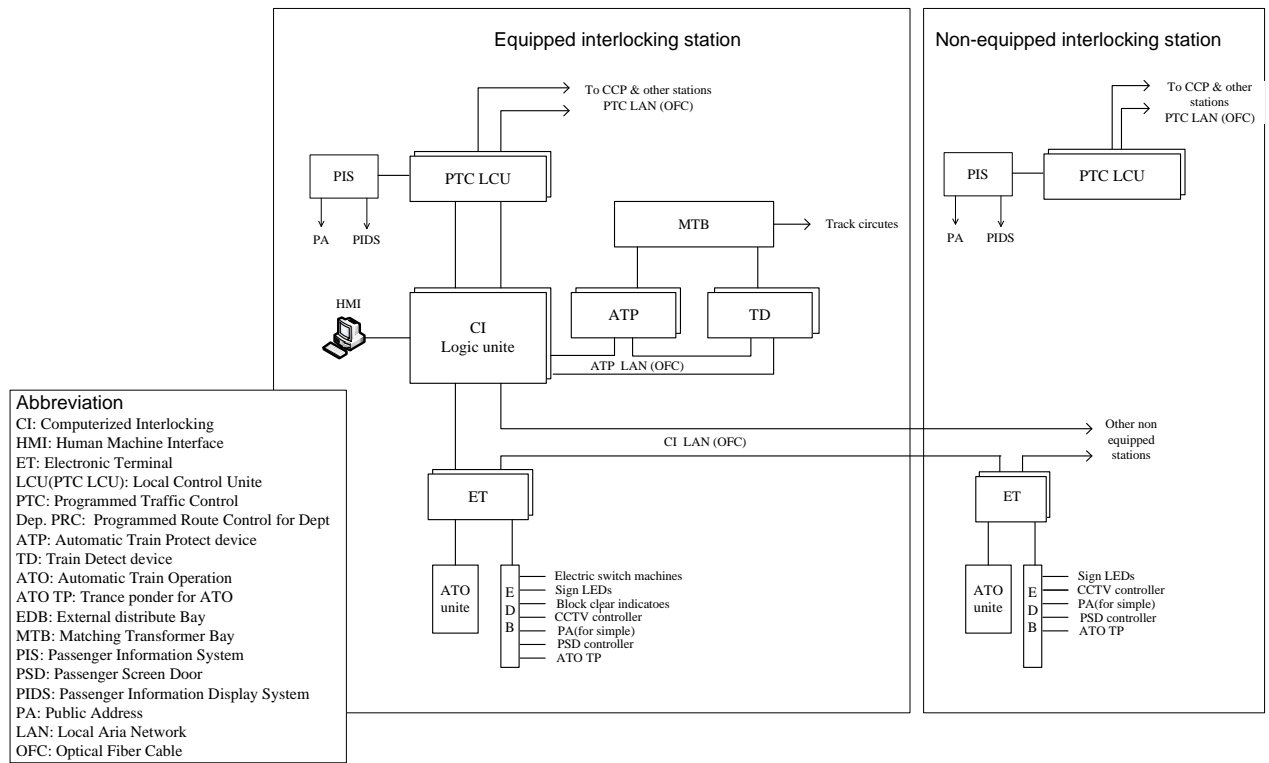 Equipped interlocking station
To CCP & other stations
PTC LAN (OFC)
PIS
PTC LCU
PA
PIDS
MTB
Track circutes
HMI
CI
Logic unite
ATP
TD
ATP LAN (OFC)
CI LAN (OFC)
ET
ATO
unite
E
D
B
Electric switch machines
Sign LEDs
Block clear indicatoes
CCTV controller
PA(for simple)
PSD controller
ATO TP
Non-equipped interlocking station
To CCP & other
stations
PTC LAN (OFC)
PIS
PTC LCU
PA
PIDS
Other non
equipped
stations
ET
ATO
unite
E
D
B
Sign LEDs
CCTV controller
PA(for simple)
PSD controller
ATO TP
Abbreviation
CI: Computerized Interlocking
HMI: Human Machine Interface
ET: Electronic Terminal
LCU(PTC LCU): Local Control Unite
PTC: Programmed Traffic Control
Dep. PRC: Programmed Route Control for Dept
ATP: Automatic Train Protect device
TD: Train Detect device
ATO: Automatic Train Operation
ATO TP: Trance ponder for ATO
EDB: External distribute Bay
MTB: Matching Transformer Bay
PIS: Passenger Information System
PSD: Passenger Screen Door
PIDS: Passenger Information Display System
PA: Public Address
LAN: Local Aria Network
OFC: Optical Fiber Cable